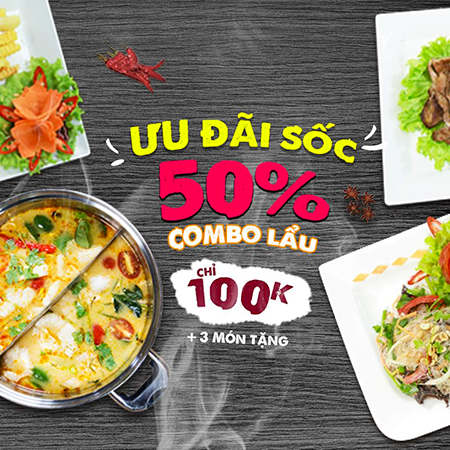 ƯU ĐÃI SỐC
50%
COMBO LẨU
CHỈ
100K
+ 3 MÓN TẶNG